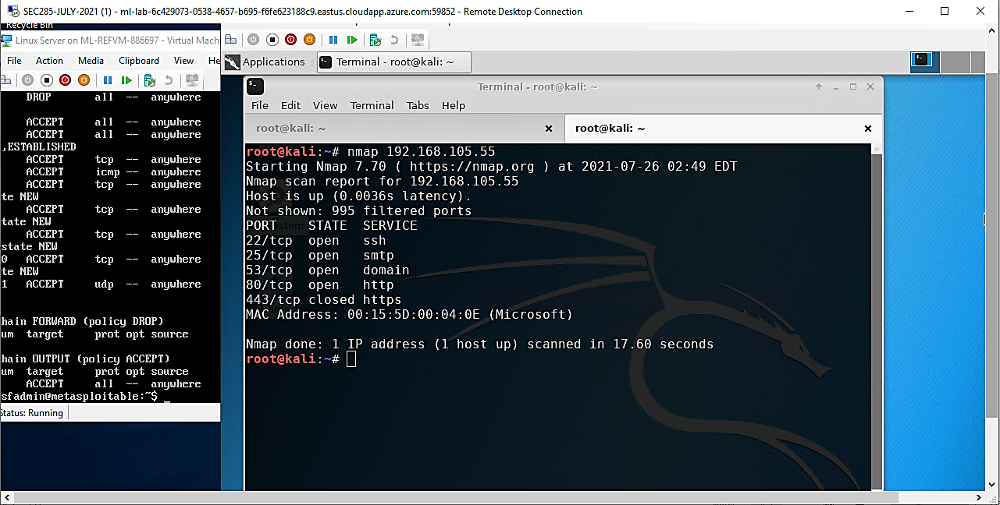 SEC285-JULY-2021 (1) - ml-lab-6c429073-0538-4657-b695-f6fe623188c9.eastus.cloudapp.azure.com:59852 - Remote Desktop Connection
Recycle Bin
Linux Server on ML-REFVM-886697 - Virtual Mach
File Action Media Clipboard View He
DROP all -- anywhere
ACCEPT all -- anywhere
ACCEPT all -- anywhere
,ESTABLISHED
ACCEPT tcp -- anywhere
ACCEPT icmp -- anywhere
ACCEPT tcp -- anywhere
te NEW
ACCEPT tcp -- anywhere
tate NEW
ACCEPT tcp -- anywhere
state NEW
0 ACCEPT tcp -- anywhere
te NEW
1 ACCEPT udp -- anywhere
hain FORWARD (policy DROP)
um target prot opt source
hain OUTPUT (policy ACCEPT)
um target prot opt source
ACCEPT all -- anywhere
sfadmin@metasploitable:~$ _
Status: Running
Applications
Terminal - root@kali: ~
Terminal - root@kali: ~
File Edit View Terminal Tabs Help
root@kali: ~
root@kali: ~
root@kali:~# nmap 192.168.105.55
Starting Nmap 7.70 ( https://nmap.org ) at 2021-07-26 02:49 EDT
Nmap scan report for 192.168.105.55
Host is up (0.0036s latency).
Not shown: 995 filtered ports
PORT STATE SERVICE
22/tcp open ssh
25/tcp open smtp
53/tcp open domain
80/tcp open http
443/tcp closed https
MAC Address: 00:15:5D:00:04:0E (Microsoft)
Nmap done: 1 IP address (1 host up) scanned in 17.60 seconds
root@kali:~#